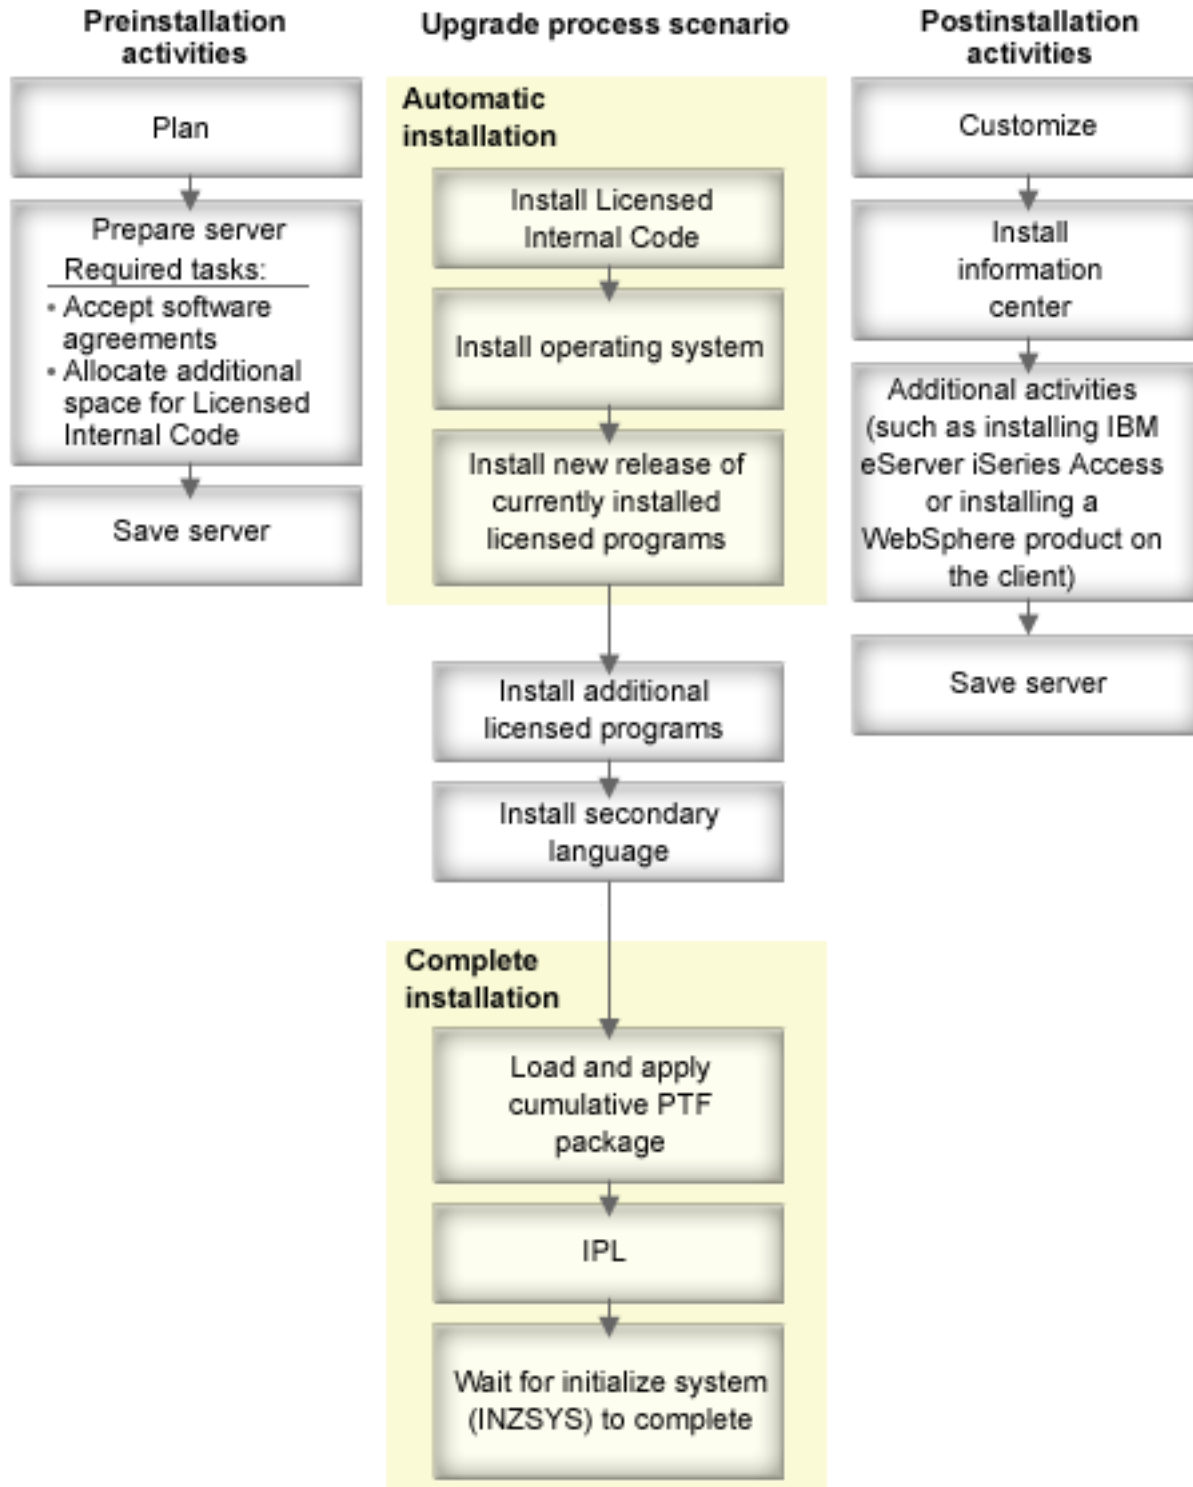 Preinstallation
activities
Plan
Prepare server
Required tasks:
• Accept software
agreements
• Allocate additional
space for Licensed
Internal Code
Save server
Upgrade process scenario
Automatic
installation
Install Licensed
Internal Code
Install operating system
Install new release of
currently installed
licensed programs
Install additional
licensed programs
Install secondary
language
Complete
installation
Load and apply
cumulative PTF
package
IPL
Wait for initialize system
(INZSYS) to complete
Postinstallation
activities
Customize
Install
information
center
Additional activities
(such as installing IBM
eServer iSeries Access
or installing a
WebSphere product on
the client)
Save server